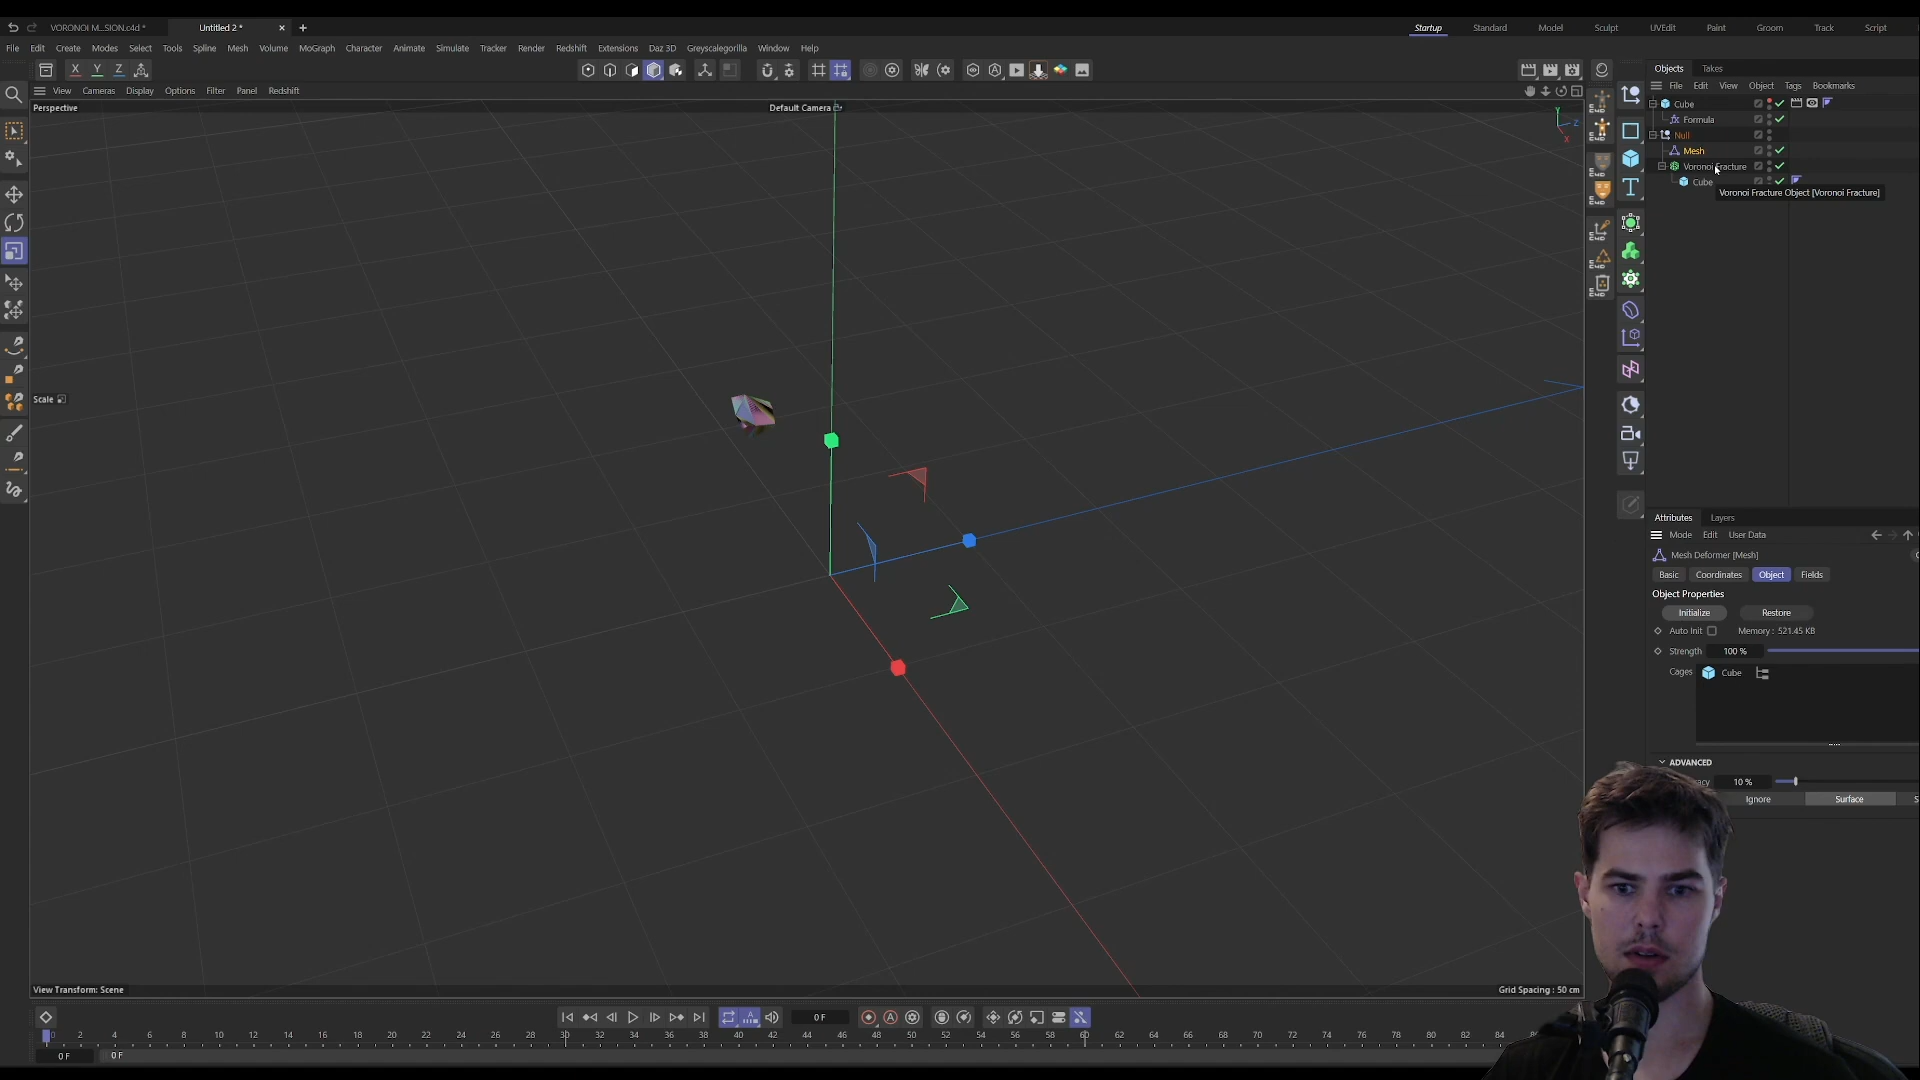 VORONOI M...SION.c4d *
Untitled 2 *
Startup
Standard
Model
Sculpt
UVEdit
Paint
Groom
Track
Script
File
Edit
Create
Modes
Select
Tools
Spline
Mesh
Volume
MoGraph
Character
Animate
Simulate
Tracker
Render
Redshift
Extensions
Daz 3D
Greyscalegorilla
Window
Help
X
Y
Z
Objects
Takes
View
Cameras
Display
Options
Filter
Panel
Redshift
File
Edit
View
Object
Tags
Bookmarks
Perspective
Default Camera
Y
Z
X
Cube
Formula
Null
Mesh
Voronoi Fracture
Cube
Voronoi Fracture Object [Voronoi Fracture]
Scale
Attributes
Layers
Mode
Edit
User Data
Mesh Deformer [Mesh]
Basic
Coordinates
Object
Fields
Object Properties
Initialize
Restore
Auto Init
Memory : 521.45 KB
Strength
100 %
Cages
Cube
ADVANCED
10 %
Ignore
Surface
View Transform: Scene
Grid Spacing : 50 cm
0 F
0 2 4 6 8 10 12 14 16 18 20 22 24 26 28 30 32 34 36 38 40 42 44 46 48 50 52 54 56 58 60 62 64 66 68 70 72 74 76 78 80 82 84
0 F
0 F